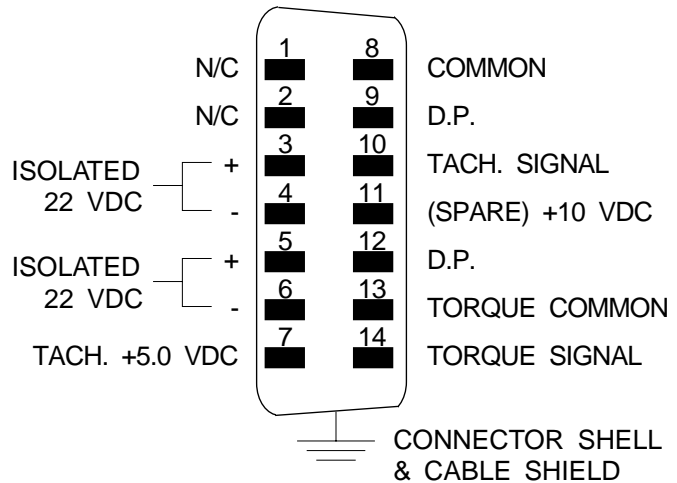 N/C 1 8 COMMON
N/C 2 9 D.P.
ISOLATED 22 VDC + 3 10 TACH. SIGNAL
- 4 11 (SPARE) +10 VDC
ISOLATED 22 VDC + 5 12 D.P.
- 6 13 TORQUE COMMON
TACH. +5.0 VDC 7 14 TORQUE SIGNAL
CONNECTOR SHELL
& CABLE SHIELD